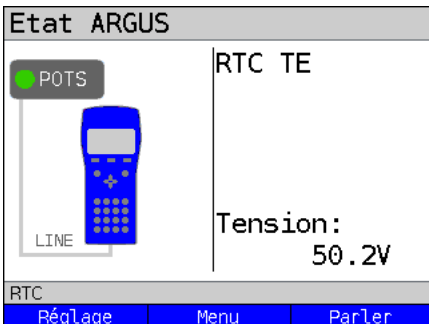 Etat ARGUS
POTS
LINE
RTC TE
Tension:
50.2V
RTC
Réglage Menu Parler